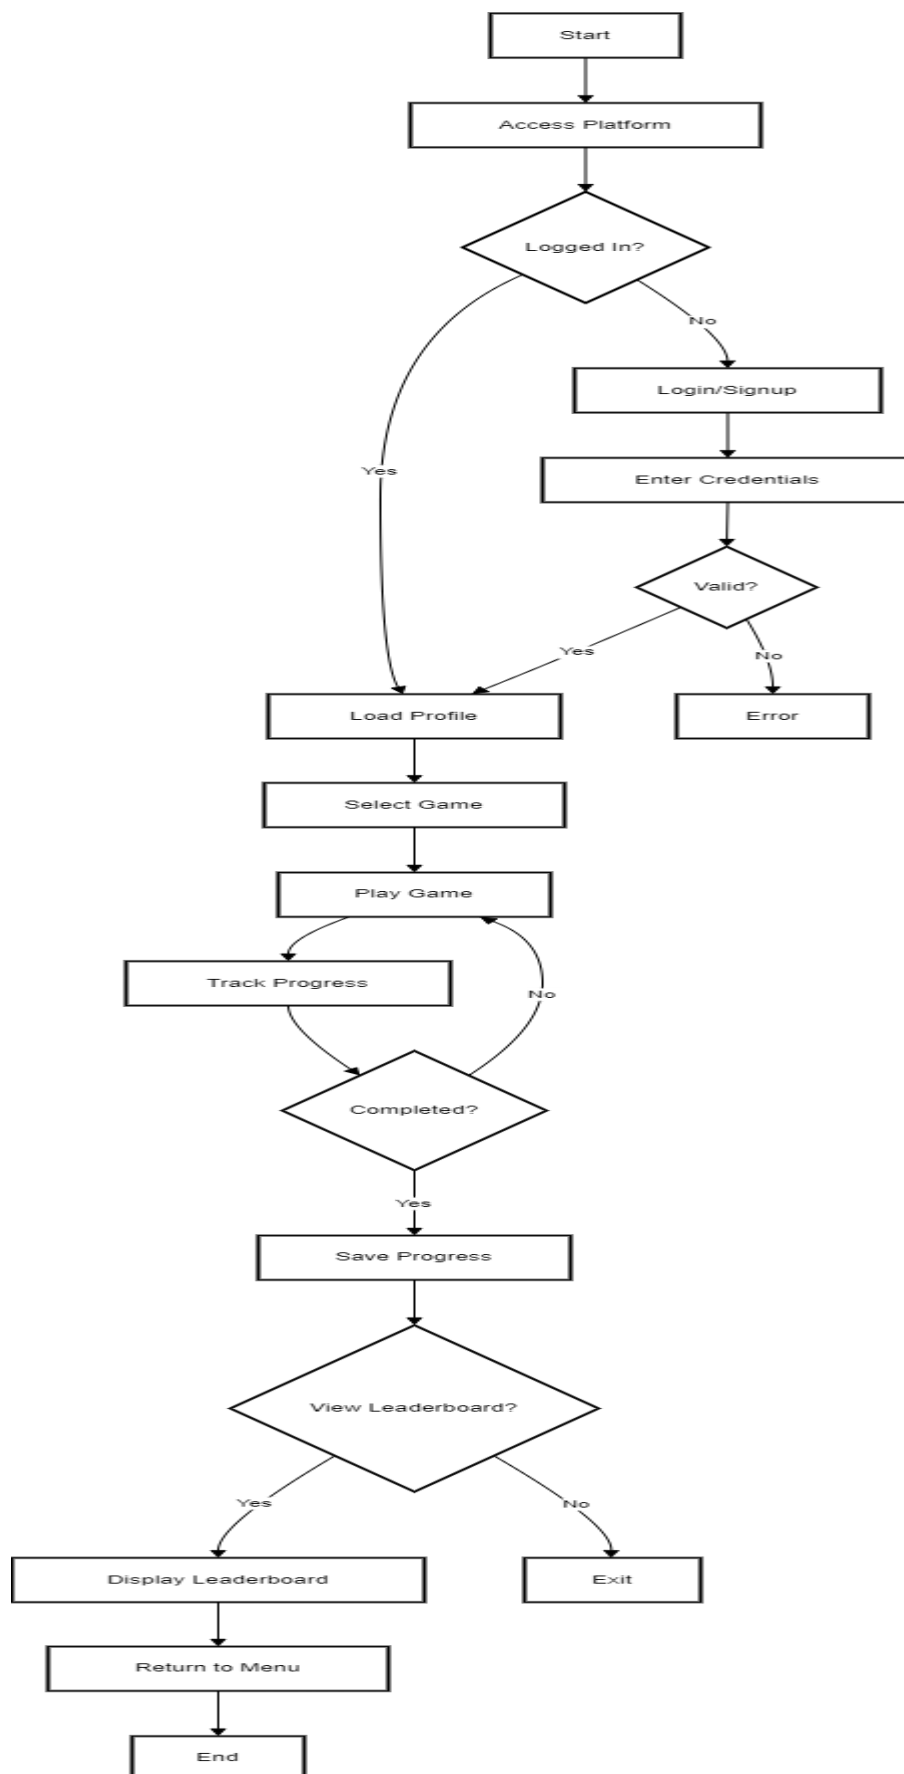 Start
Access Platform
Logged In?
No
Login/Signup
Yes
Enter Credentials
Valid?
Yes
No
Load Profile
Error
Select Game
Play Game
Track Progress
No
Completed?
Yes
Save Progress
View Leaderboard?
Yes
No
Display Leaderboard
Exit
Return to Menu
End